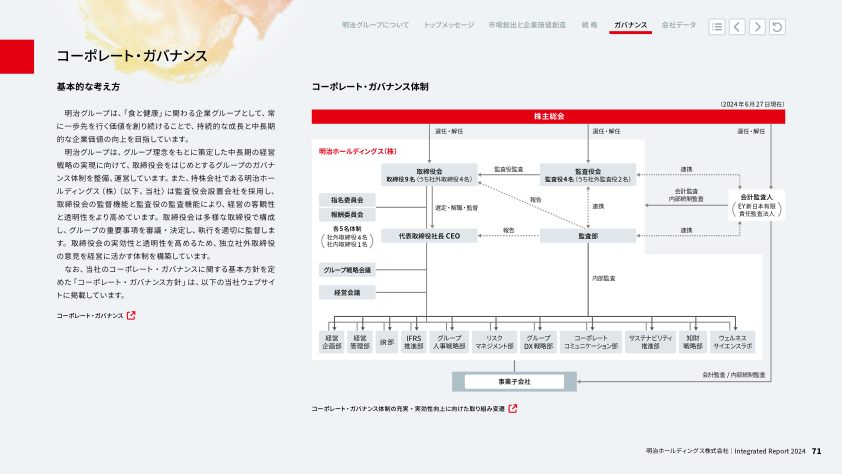 明治グループについて トップメッセージ 市場創出と企業価値創造 戦 略 ガバナンス 会社データ
コーポレート・ガバナンス
基本的な考え方
明治グループは、「食と健康」に関わる企業グループとして、常
に一歩先を行く価値を創り続けることで、持続的な成長と中長期
的な企業価値の向上を目指しています。
明治グループは、グループ理念をもとに策定した中長期の経営
戦略の実現に向けて、取締役会をはじめとするグループのガバナ
ンス体制を整備、運営しています。また、持株会社である明治ホー
ルディングス（株）（以下、当社）は監査役会設置会社を採用し、
取締役会の監督機能と監査役の監査機能により、経営の客観性
と透明性をより高めています。取締役会は多様な取締役で構成
し、グループの重要事項を審議・決定し、執行を適切に監督しま
す。取締役会の実効性と透明性を高めるため、独立社外取締役
の意見を経営に活かす体制を構築しています。
なお、当社のコーポレート・ガバナンスに関する基本方針を定
めた「コーポレート・ガバナンス方針」は、以下の当社ウェブサイ
トに掲載しています。
コーポレート・ガバナンス
コーポレート・ガバナンス体制
（2024年6月27日現在）
株主総会
選任・解任 選任・解任 選任・解任
明治ホールディングス（株）
取締役会
取締役9名（うち社外取締役4名）
監査役監査
監査役会
監査役4名（うち社外監査役2名）
連携
会計監査
内部統制監査
会計監査人
（EY新日本有限
責任監査法人）
指名委員会
報酬委員会
各5名体制
（社外取締役4名
社内取締役1名）
選定・解職・監督
報告
連携
代表取締役社長 CEO
報告
監査部
連携
グループ戦略会議
経営会議
内部監査
経営
企画部
経営
管理部
IR部
IFRS
推進部
グループ
人事戦略部
リスク
マネジメント部
グループ
DX戦略部
コーポレート
コミュニケーション部
サステナビリティ
推進部
知財
戦略部
ウェルネス
サイエンスラボ
会計監査 / 内部統制監査
事業子会社
コーポレート・ガバナンス体制の充実・実効性向上に向けた取り組み変遷
明治ホールディングス株式会社｜Integrated Report 2024 71